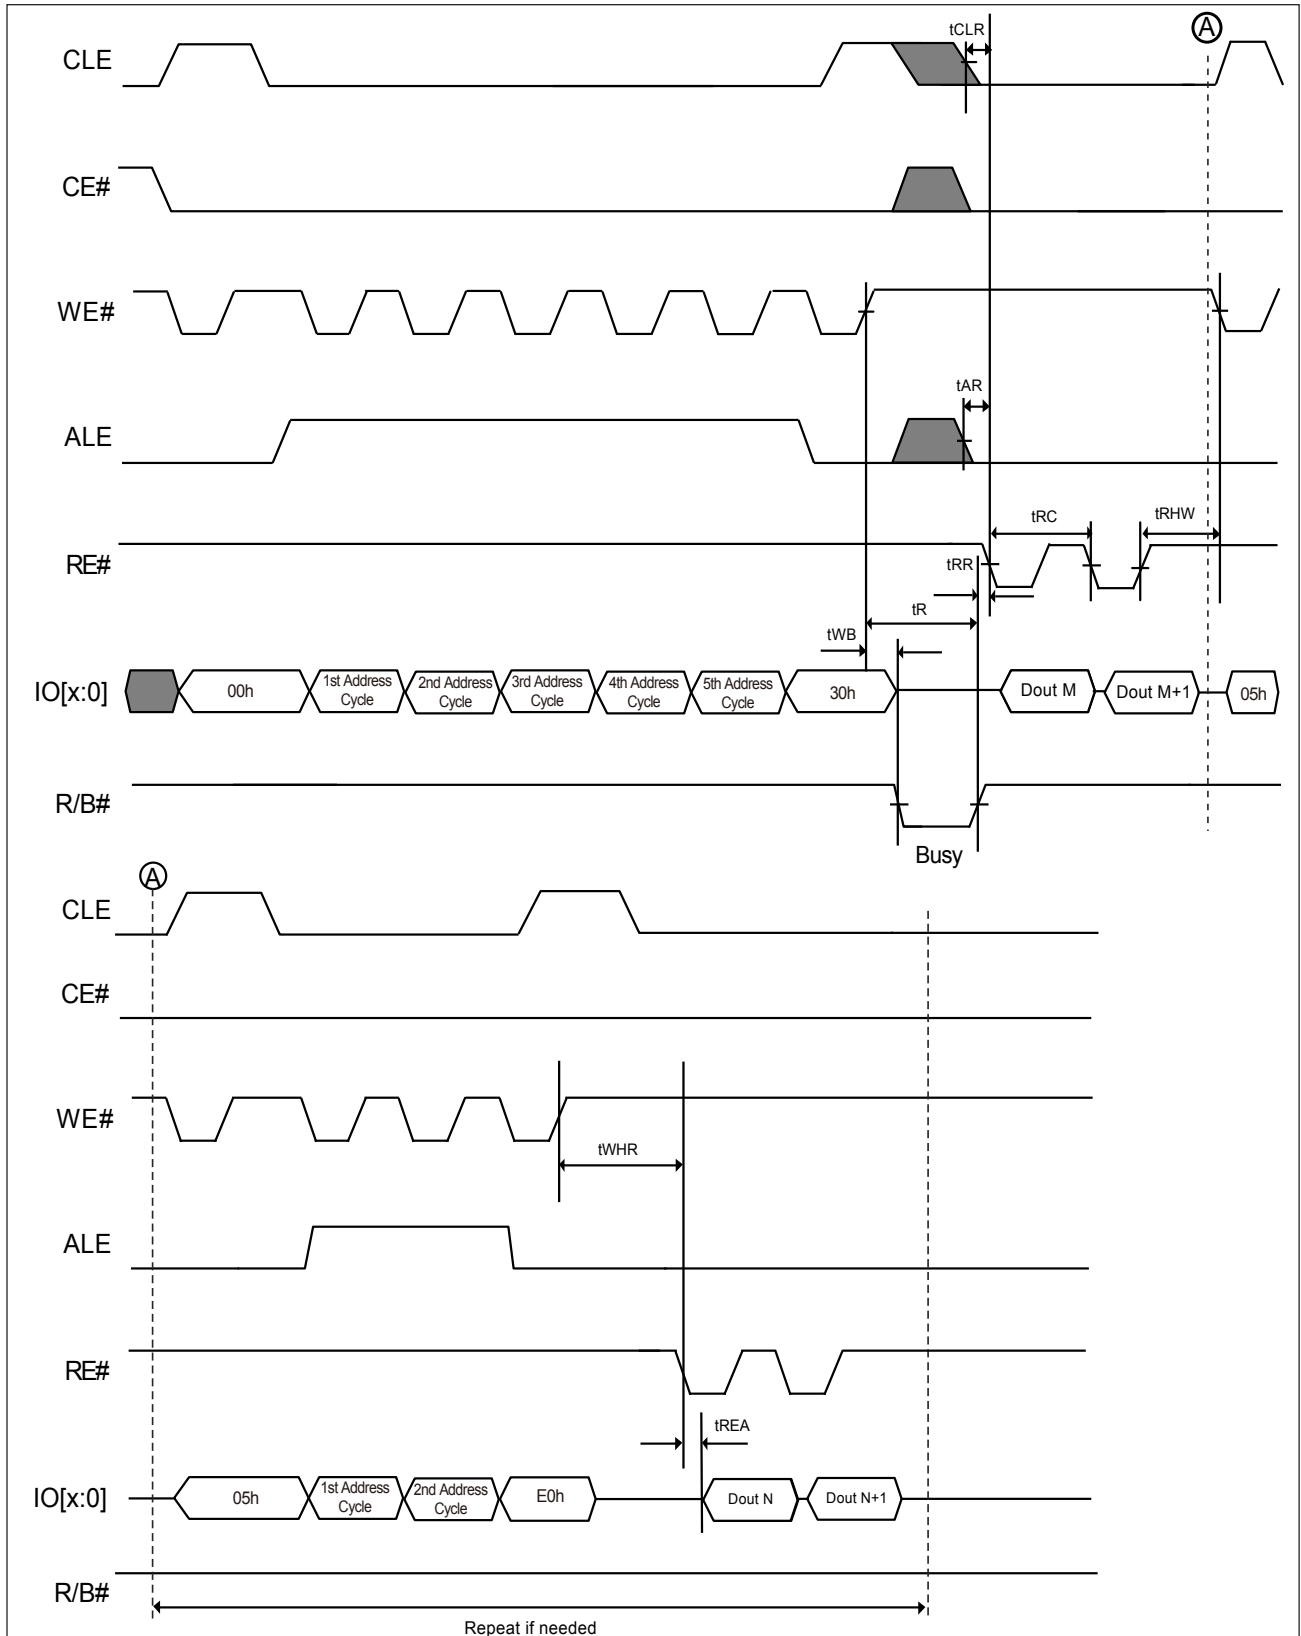 tCLR
A
CLE
CE#
WE#
tAR
ALE
tRC
tRHW
RE#
tRR
tR
tWB
IO[x:0]
00h
1st Address
Cycle
2nd Address
Cycle
3rd Address
Cycle
4th Address
Cycle
5th Address
Cycle
30h
Dout M
Dout M+1
05h
R/B#
Busy
A
CLE
CE#
WE#
tWHR
ALE
RE#
tREA
IO[x:0]
05h
1st Address
Cycle
2nd Address
Cycle
E0h
Dout N
Dout N+1
R/B#
Repeat if needed